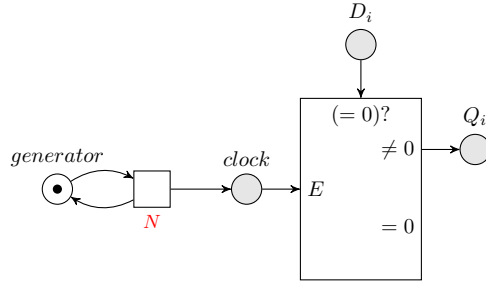 D_i
(= 0)?
Q_i
≠ 0
generator
clock
E
N
= 0